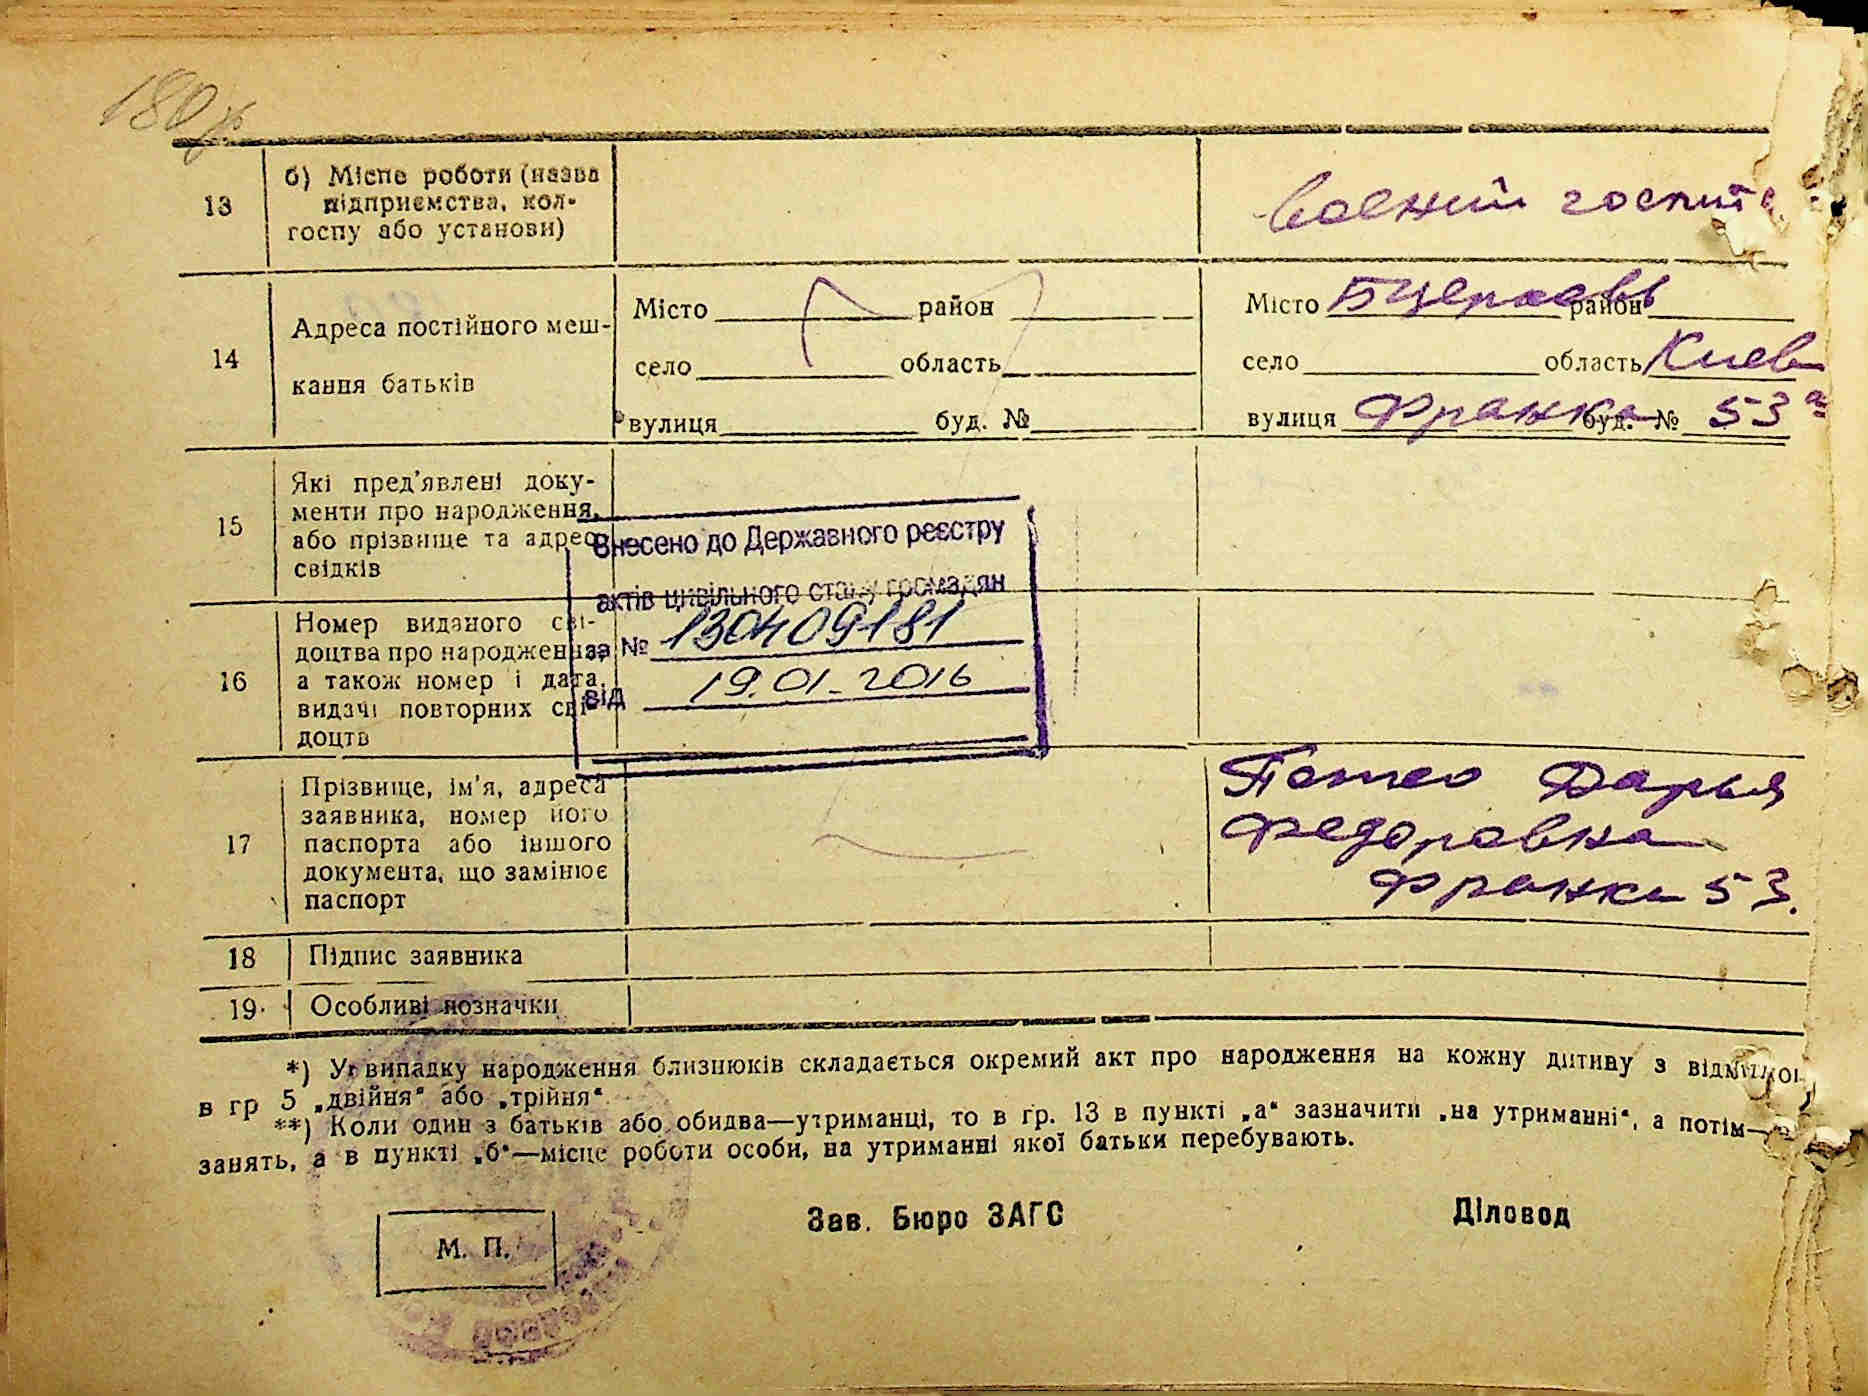 180
13
б) Місце роботи (назва
підприємства, кол-
госпу або установи)
Воений госпит
14
Адреса постійного меш-
кання батьків
Місто район
село область
вулиця буд. №
Місто Бцерковь район
село область Киев
вулиця Франка буд. № 53а
15
Які пред'явлені доку-
менти про народження,
або прізвище та адреса
свідків
Внесено до Державного реєстру
актів цивільного стану громадян
за № 130409181
від 19.01.2016
16
Номер виданого сві-
доцтва про народження,
а також номер і дата
видачі повторних сві-
доцтв
17
Прізвище, ім'я, адреса
заявника, номер його
паспорта або іншого
документа, що замінює
паспорт
Дарья
Федоровна
Франка 53.
18
Підпис заявника
19
Особливі позначки
*) У випадку народження близнюків складається окремий акт про народження на кожну дитину з відміткою
в гр 5 „двійня“ або „трійня“.
**) Коли один з батьків або обидва—утриманці, то в гр. 13 в пункті „а“ зазначити „на утриманні“, а потім—
занять, а в пункті „б“—місце роботи особи, на утриманні якої батьки перебувають.
М. П.
Зав. Бюро ЗАГС
Діловод